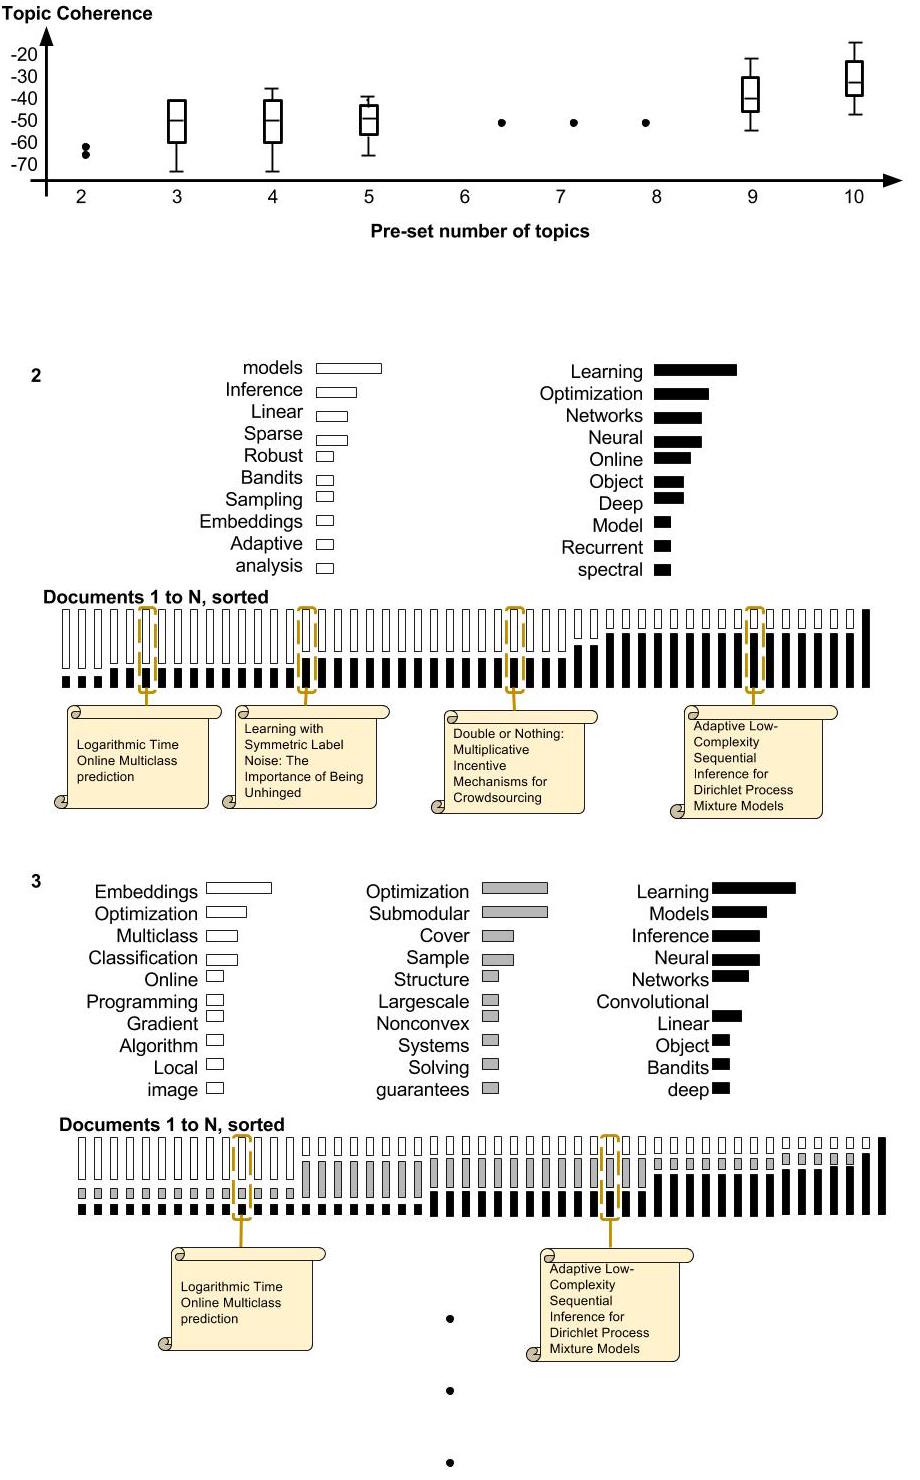 Topic Coherence
-20
-30
-40
-50
-60
-70
2 3 4 5 6 7 8 9 10
Pre-set number of topics
2
models
Inference
Linear
Sparse
Robust
Bandits
Sampling
Embeddings
Adaptive
analysis
Learning
Optimization
Networks
Neural
Online
Object
Deep
Model
Recurrent
spectral
Documents 1 to N, sorted
Logarithmic Time
Online Multiclass
prediction
Learning with
Symmetric Label
Noise: The
Importance of Being
Unhinged
Double or Nothing:
Multiplicative
Incentive
Mechanisms for
Crowdsourcing
Adaptive Low-
Complexity
Sequential
Inference for
Dirichlet Process
Mixture Models
3
Embeddings
Optimization
Multiclass
Classification
Online
Programming
Gradient
Algorithm
Local
image
Optimization
Submodular
Cover
Sample
Structure
Largescale
Nonconvex
Systems
Solving
guarantees
Learning
Models
Inference
Neural
Networks
Convolutional
Linear
Object
Bandits
deep
Documents 1 to N, sorted
Logarithmic Time
Online Multiclass
prediction
Adaptive Low-
Complexity
Sequential
Inference for
Dirichlet Process
Mixture Models